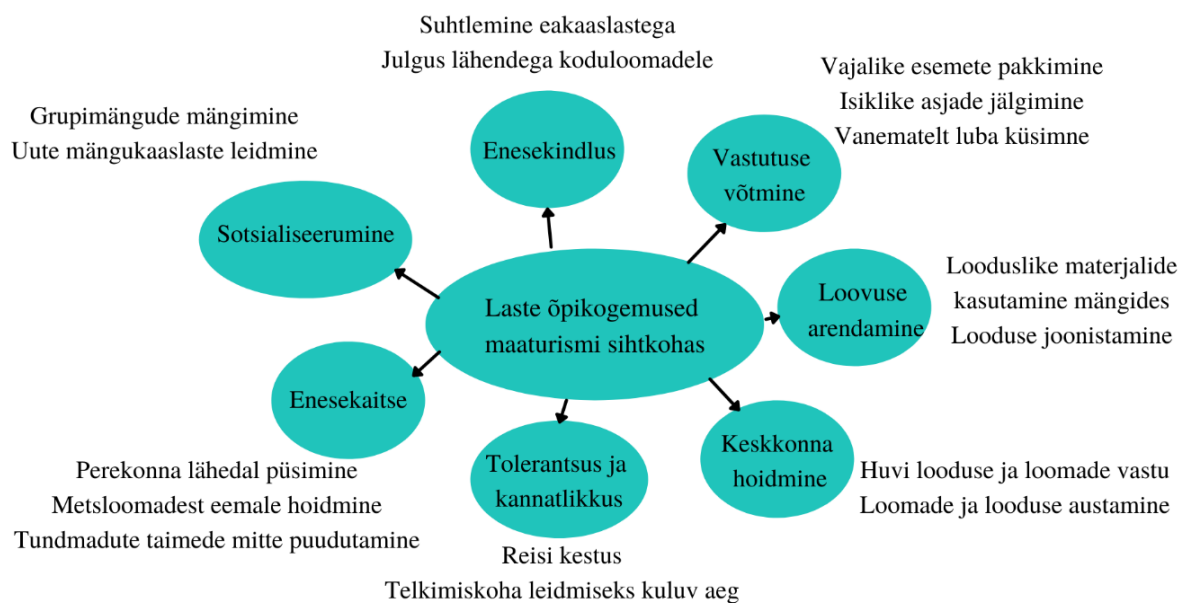 Suhtlemine eakaaslastega
Julgus lähendega koduloomadele
Enesekindlus
Vajalike esemete pakkimine
Isiklike asjade jälgimine
Vanematelt luba küsimne
Vastutuse
võtmine
Grupimängude mängimine
Uute mängukaaslaste leidmine
Sotsialiseerumine
Laste õpikogemused
maaturismi sihtkohas
Loovuse
arendamine
Looduslike materjalide
kasutamine mängides
Looduse joonistamine
Enesekaitse
Perekonna lähedal püsimine
Metsloomadest eemale hoidmine
Tundmadute taimede mitte puudutamine
Tolerantsus ja
kannatlikkus
Reisi kestus
Telkimiskoha leidmiseks kuluv aeg
Keskkonna
hoidmine
Huvi looduse ja loomade vastu
Loomade ja looduse austamine